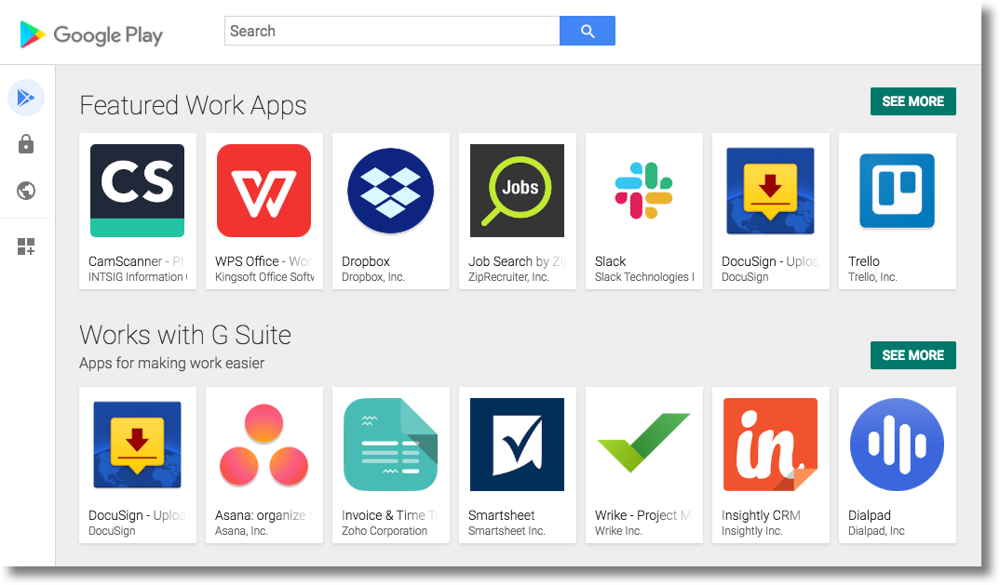 Google Play
Search
Featured Work Apps
SEE MORE
CS
W
Jobs
CamScanner - Ph
INTSIG Information
WPS Office - Wor
Kingsoft Office Softw
Dropbox
Dropbox, Inc.
Job Search by Zi
ZipRecruiter, Inc.
Slack
Slack Technologies I
DocuSign - Uploa
DocuSign
Trello
Trello, Inc.
Works with G Suite
Apps for making work easier
SEE MORE
in
DocuSign - Uploa
DocuSign
Asana: organize t
Asana, Inc.
Invoice & Time Tr
Zoho Corporation
Smartsheet
Smartsheet Inc.
Wrike - Project M
Wrike Inc.
Insightly CRM
Insightly Inc.
Dialpad
Dialpad, Inc